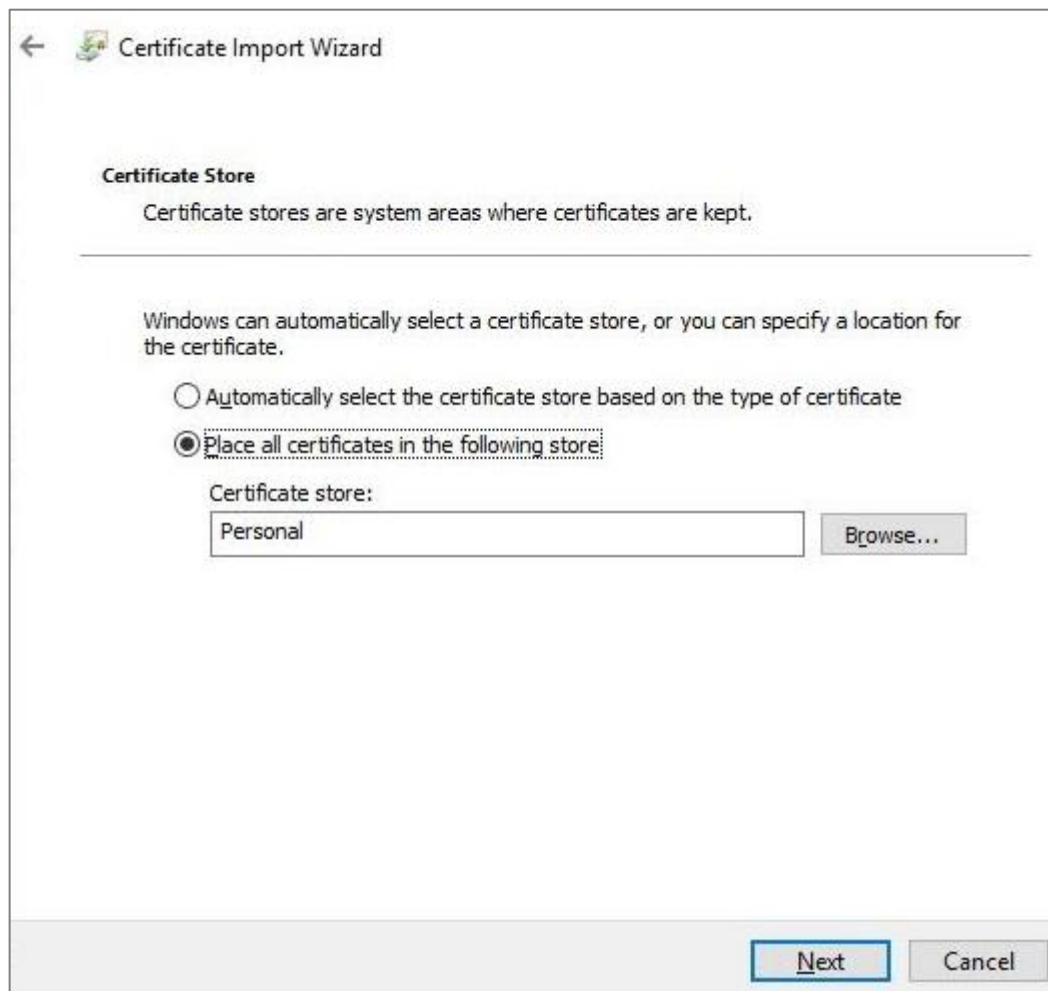 Certificate Import Wizard
Certificate Store
Certificate stores are system areas where certificates are kept.
Windows can automatically select a certificate store, or you can specify a location for
the certificate.
Automatically select the certificate store based on the type of certificate
Place all certificates in the following store
Certificate store:
Personal
Browse...
Next
Cancel